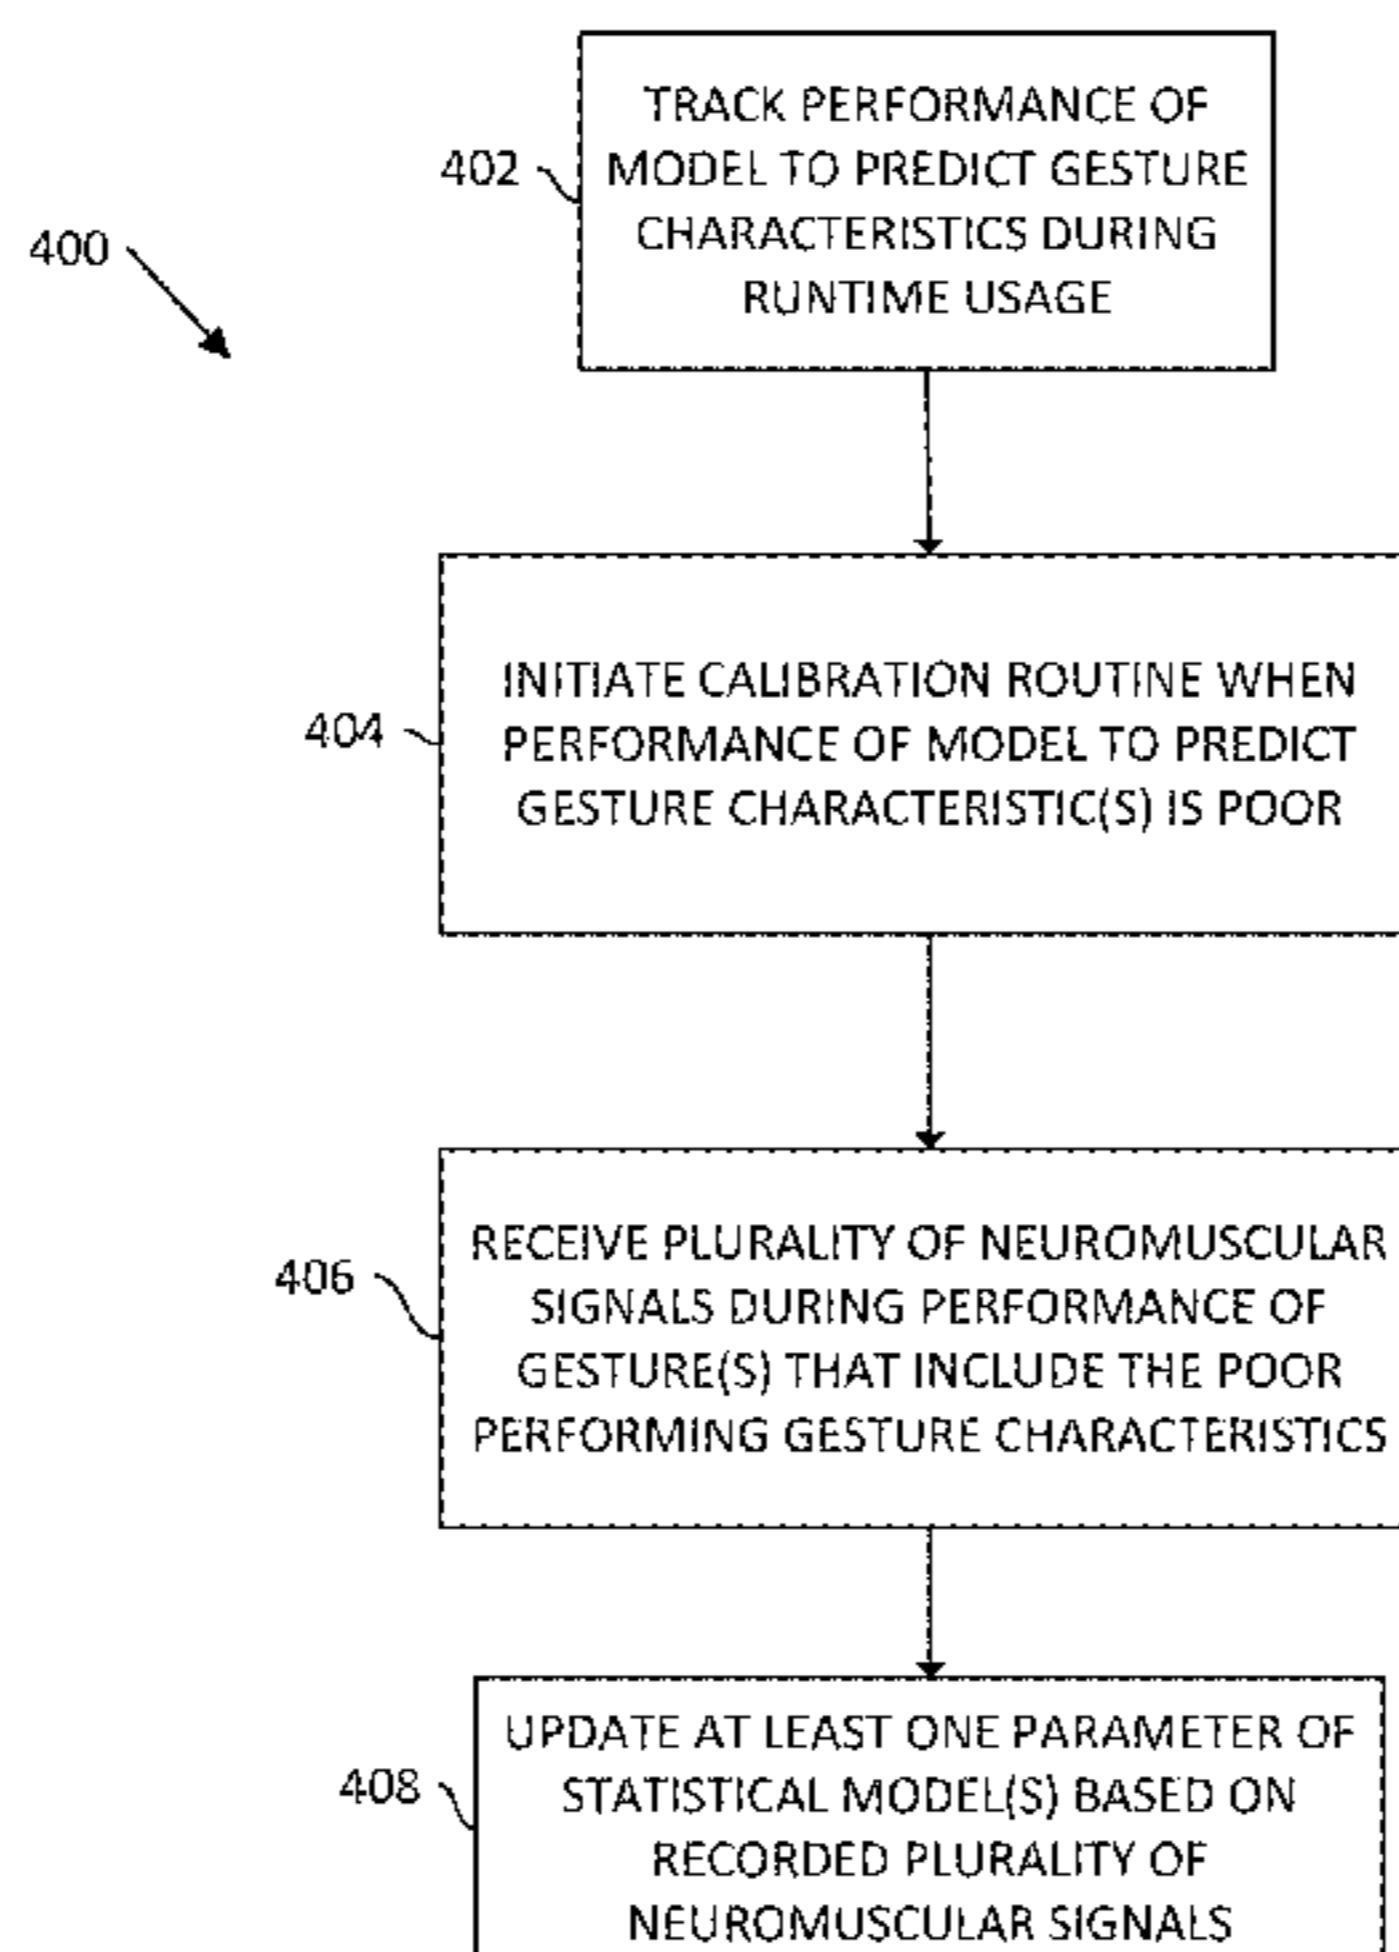 TRACK PERFORMANCE OF
MODEL TO PREDICT GESTURE
CHARACTERISTICS DURING
RUNTIME USAGE
402
400
INITIATE CALIBRATION ROUTINE WHEN
PERFORMANCE OF MODEL TO PREDICT
GESTURE CHARACTERISTIC(S) IS POOR
404
RECEIVE PLURALITY OF NEUROMUSCULAR
SIGNALS DURING PERFORMANCE OF
GESTURE(S) THAT INCLUDE THE POOR
PERFORMING GESTURE CHARACTERISTICS
406
UPDATE AT LEAST ONE PARAMETER OF
STATISTICAL MODEL(S) BASED ON
RECORDED PLURALITY OF
NEUROMUSCULAR SIGNALS
408